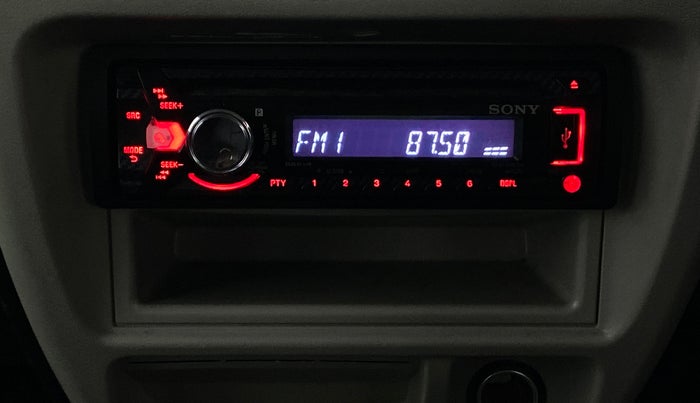 SEEK+
SRC
SONY
FM1 87.50
MODE
SEEK-
PTY 1 2 3 4 5 6 DSPL